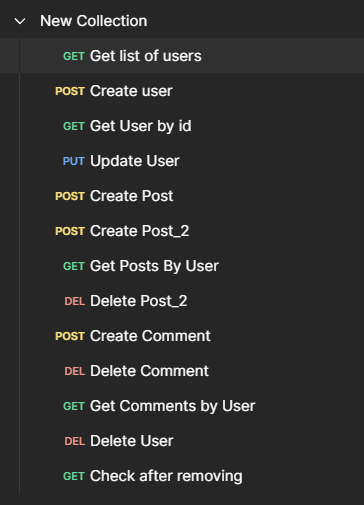 New Collection
GET Get list of users
POST Create user
GET Get User by id
PUT Update User
POST Create Post
POST Create Post_2
GET Get Posts By User
DEL Delete Post_2
POST Create Comment
DEL Delete Comment
GET Get Comments by User
DEL Delete User
GET Check after removing